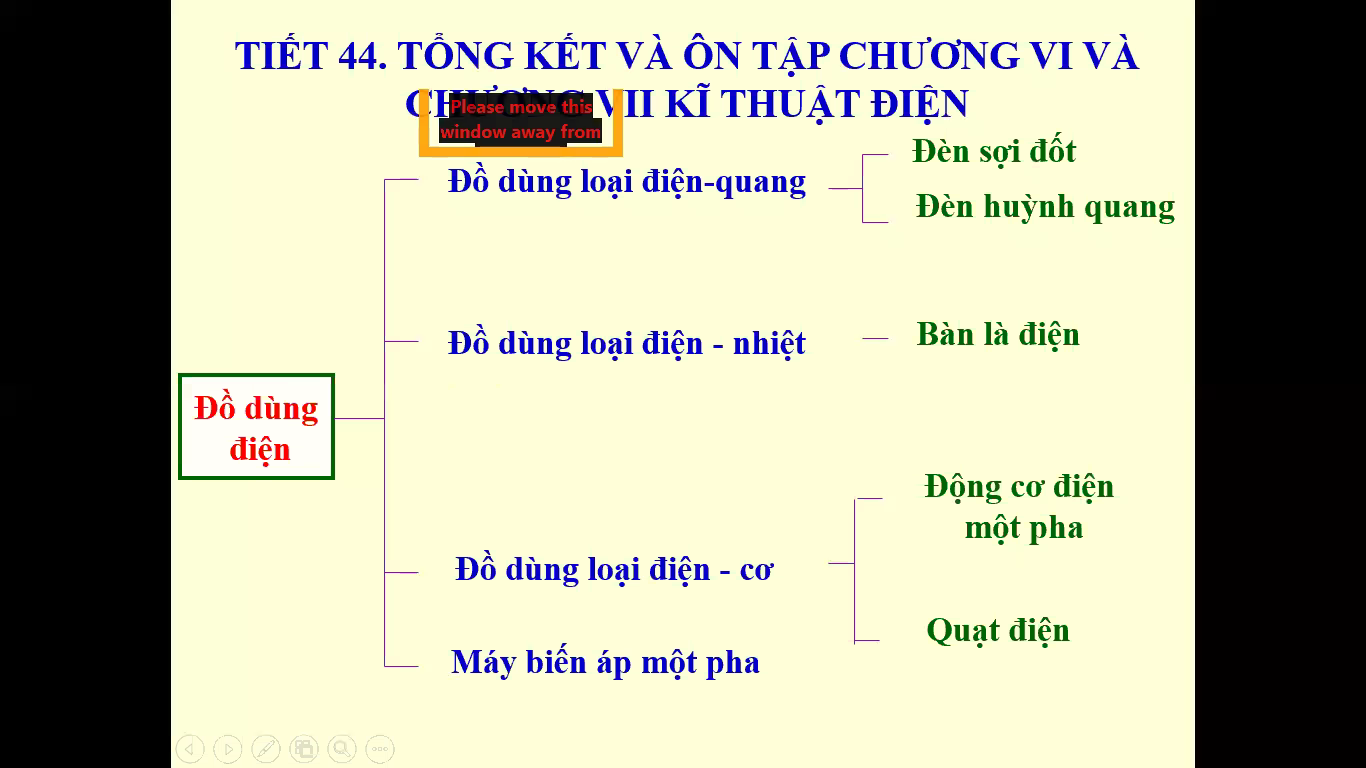 TIẾT 44. TỔNG KẾT VÀ ÔN TẬP CHƯƠNG VI VÀ
CHƯƠNG VII KĨ THUẬT ĐIỆN
Please move this
window away from
Đồ dùng loại điện-quang
Đèn sợi đốt
Đèn huỳnh quang
Đồ dùng loại điện - nhiệt
Bàn là điện
Đồ dùng
điện
Đồ dùng loại điện - cơ
Động cơ điện
một pha
Quạt điện
Máy biến áp một pha